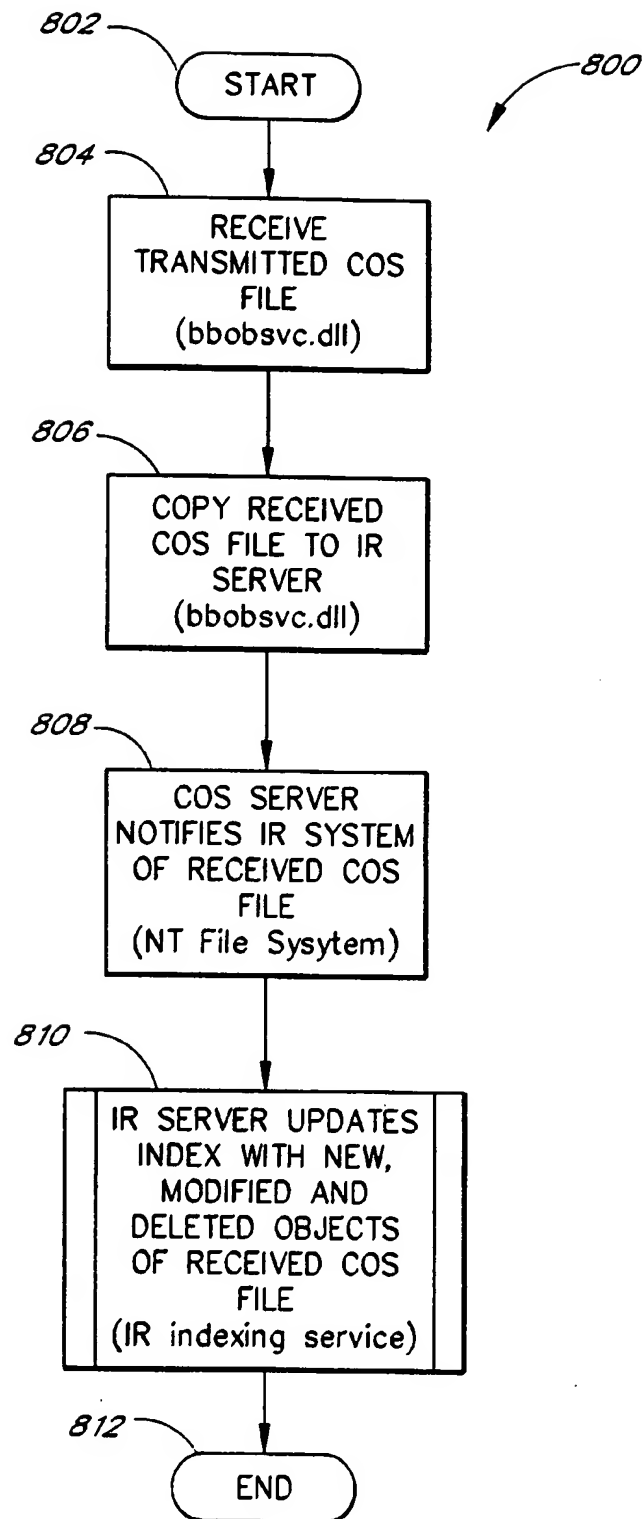 802
START
800
804
RECEIVE
TRANSMITTED COS
FILE
(bbobsvc.dll)
806
COPY RECEIVED
COS FILE TO IR
SERVER
(bbobsvc.dll)
808
COS SERVER
NOTIFIES IR SYSTEM
OF RECEIVED COS
FILE
(NT File Sysytem)
810
IR SERVER UPDATES
INDEX WITH NEW,
MODIFIED AND
DELETED OBJECTS
OF RECEIVED COS
FILE
(IR indexing service)
812
END